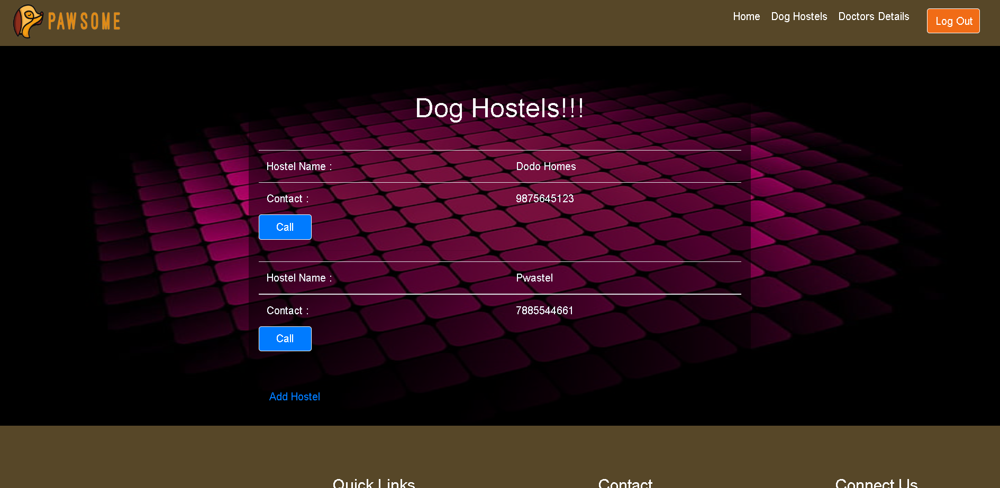 PAWSOME
Home Dog Hostels Doctors Details Log Out
Dog Hostels!!!
Hostel Name : Dodo Homes
Contact : 9875645123
Call
Hostel Name : Pwastel
Contact : 7885544661
Call
Add Hostel
Quick Links Contact Connect Us